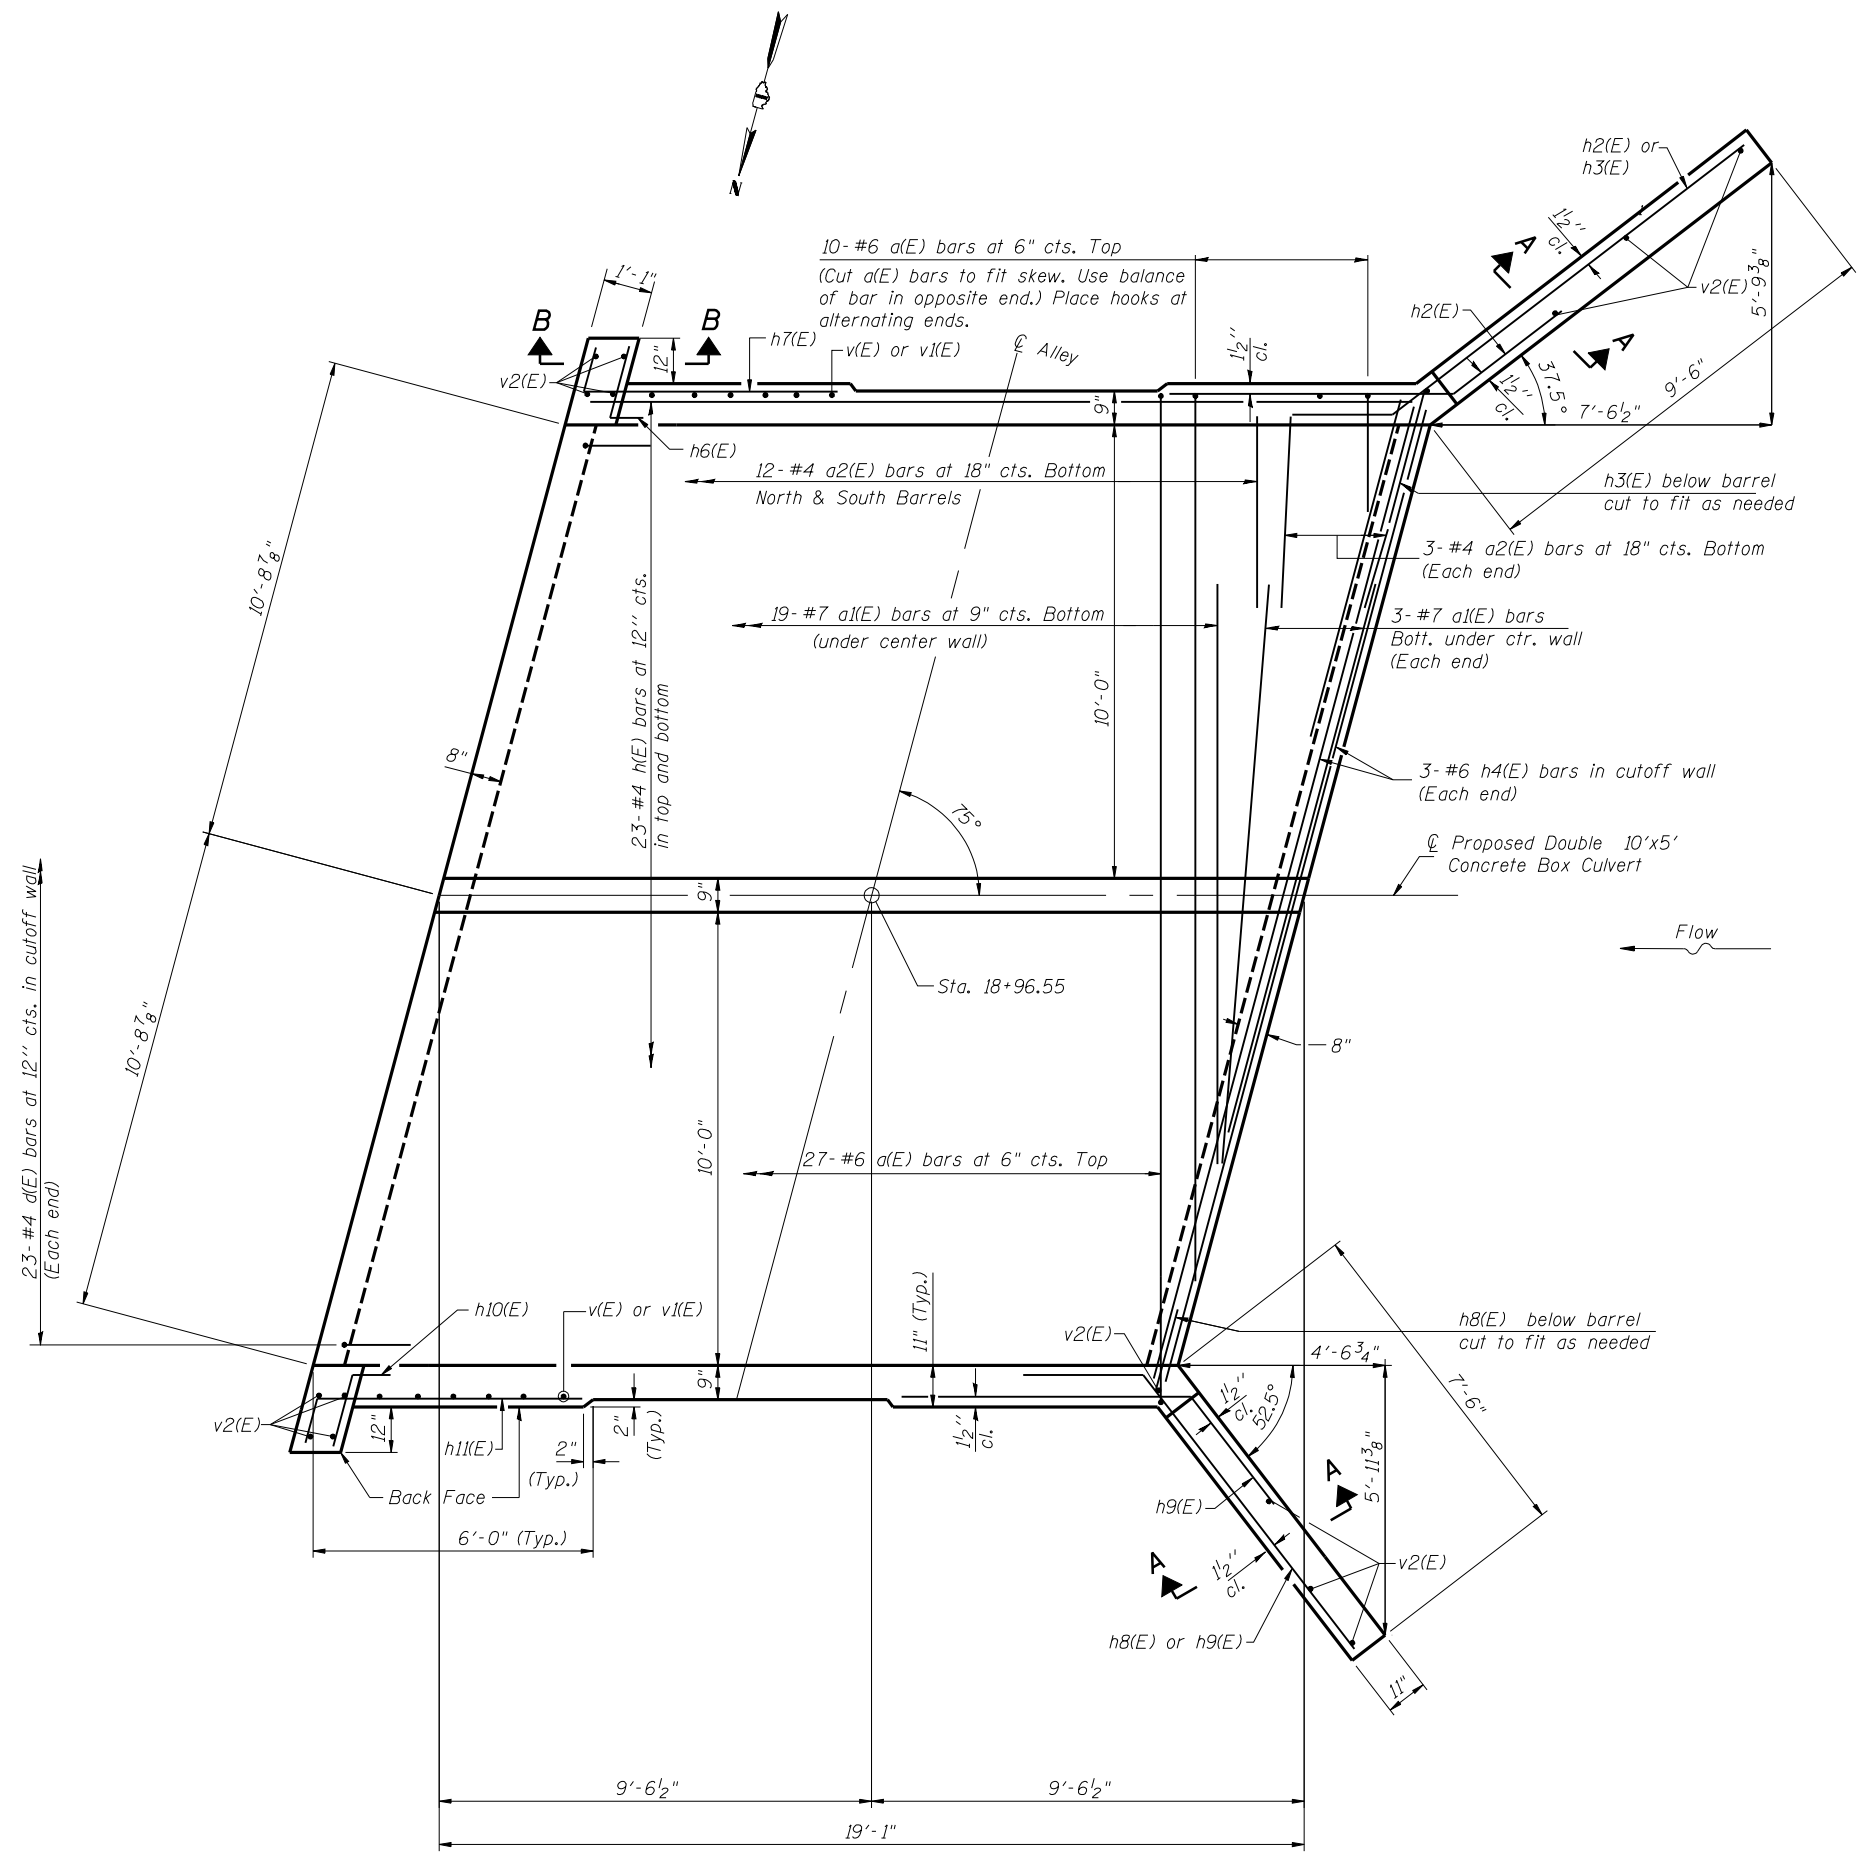 N
h2(E) or
h3(E)
1½"
cl.
A
v2(E)
5'-9⅜"
9'-6"
h2(E)
A
1½"
cl.
37.5°
7'-6½"
10-#6 a(E) bars at 6" cts. Top
(Cut a(E) bars to fit skew. Use balance
of bar in opposite end.) Place hooks at
alternating ends.
1'-1"
B
B
12"
h7(E)
v(E) or v1(E)
℄ Alley
1½"
cl.
v2(E)
9"
h6(E)
12-#4 a2(E) bars at 18" cts. Bottom
North & South Barrels
h3(E) below barrel
cut to fit as needed
3-#4 a2(E) bars at 18" cts. Bottom
(Each end)
10'-8⅞"
23-#4 h(E) bars at 12" cts.
in top and bottom
19-#7 a1(E) bars at 9" cts. Bottom
(under center wall)
3-#7 a1(E) bars
Bott. under ctr. wall
(Each end)
10'-0"
8"
3-#6 h4(E) bars in cutoff wall
(Each end)
75°
℄ Proposed Double 10'x5'
Concrete Box Culvert
9"
Flow
Sta. 18+96.55
8"
10'-8⅞"
23-#4 d(E) bars at 12" cts. in cutoff wall
(Each end)
10'-0"
27-#6 a(E) bars at 6" cts. Top
h10(E)
v(E) or v1(E)
11" (Typ.)
v2(E)
h8(E) below barrel
cut to fit as needed
4'-6¾"
9"
1½"
cl.
52.5°
7'-6"
v2(E)
12"
h11(E)
2"
(Typ.)
2"
(Typ.)
1½"
cl.
Back Face
6'-0" (Typ.)
h9(E)
A
5'-11⅜"
A
1½"
cl.
v2(E)
h8(E) or h9(E)
11"
9'-6½"
9'-6½"
19'-1"